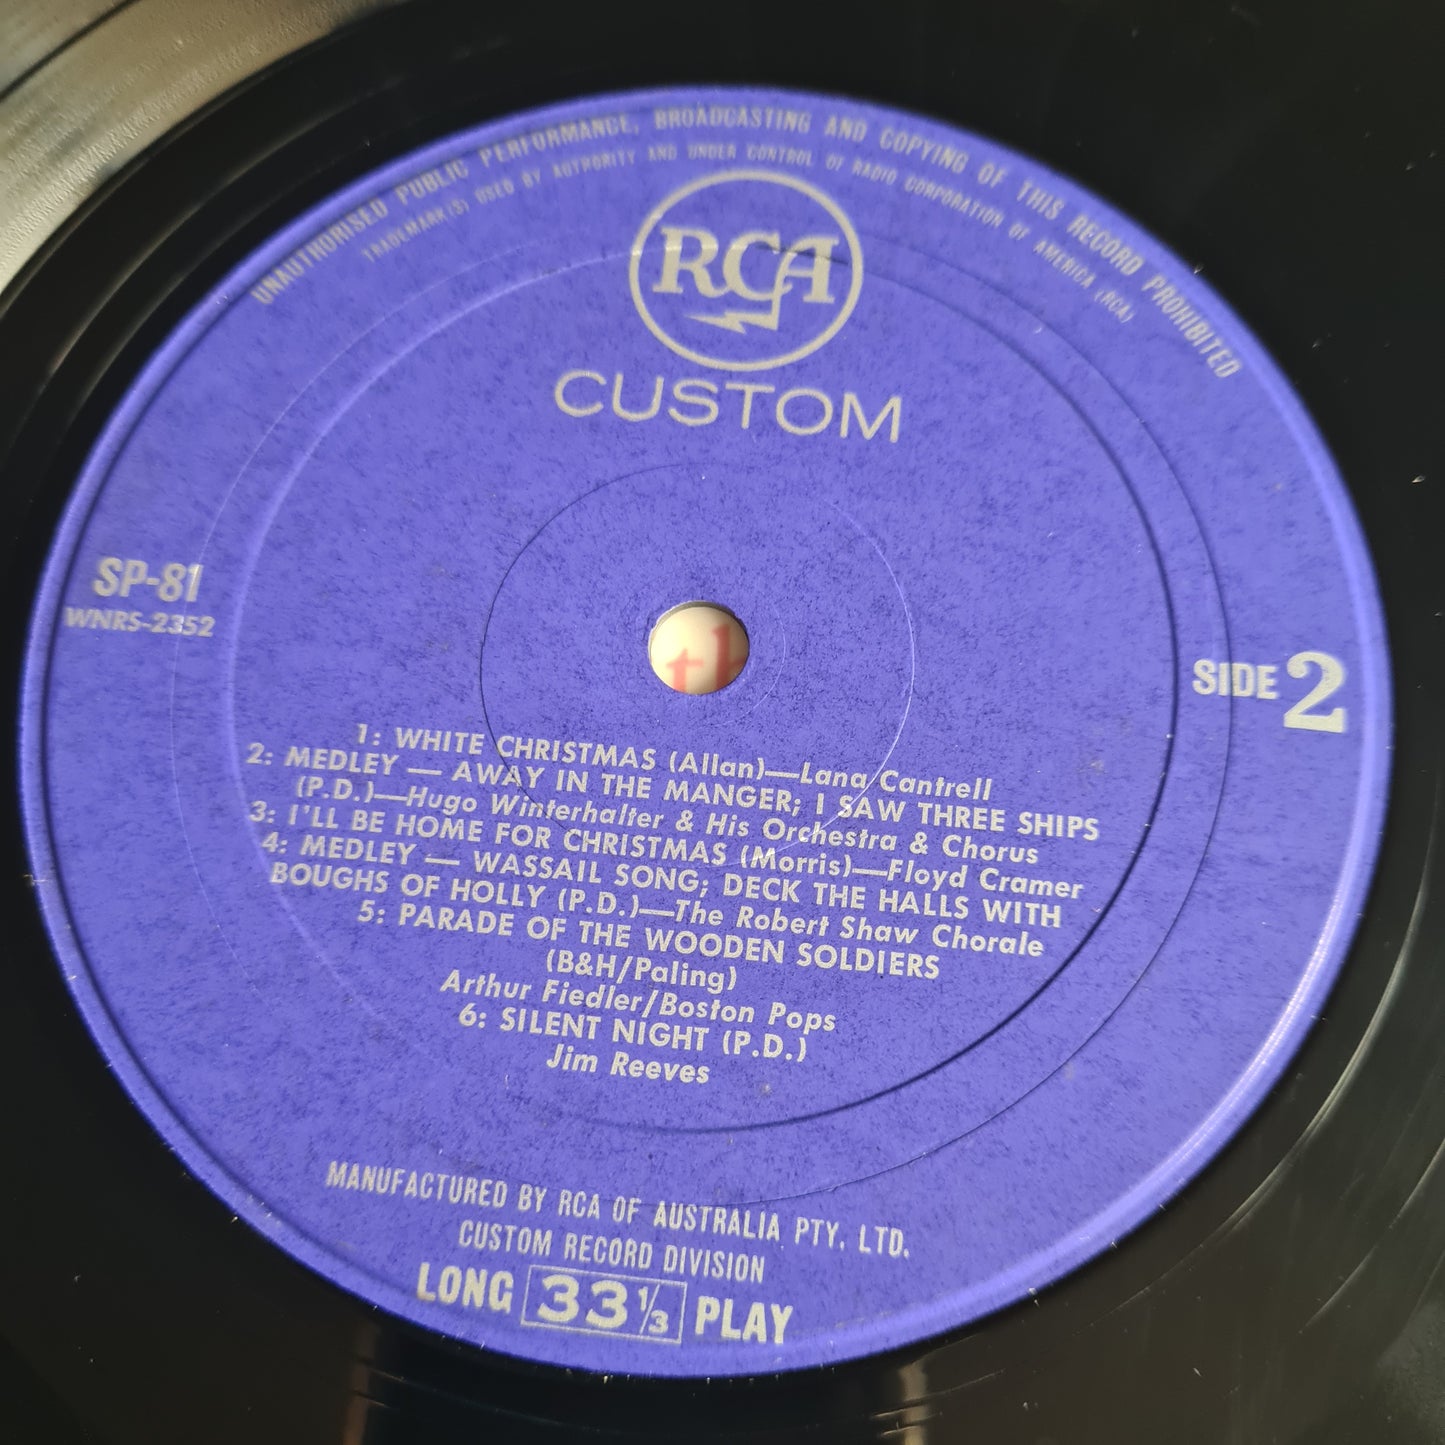 UNAUTHORISED PUBLIC PERFORMANCE, BROADCASTING AND COPYING OF THIS RECORD PROHIBITED
TRADEMARK(S) USED BY AUTHORITY AND UNDER CONTROL OF RADIO CORPORATION OF AMERICA (RCA)
RCA
CUSTOM
SP-81
WNRS-2352
th
SIDE 2
1: WHITE CHRISTMAS (Allan)—Lana Cantrell
2: MEDLEY — AWAY IN THE MANGER; I SAW THREE SHIPS
(P.D.)—Hugo Winterhalter & His Orchestra & Chorus
3: I'LL BE HOME FOR CHRISTMAS (Morris)—Floyd Cramer
4: MEDLEY — WASSAIL SONG; DECK THE HALLS WITH
BOUGHS OF HOLLY (P.D.)—The Robert Shaw Chorale
5: PARADE OF THE WOODEN SOLDIERS
(B&H/Paling)
Arthur Fiedler/Boston Pops
6: SILENT NIGHT (P.D.)
Jim Reeves
MANUFACTURED BY RCA OF AUSTRALIA PTY. LTD.
CUSTOM RECORD DIVISION
LONG 33 1/3 PLAY